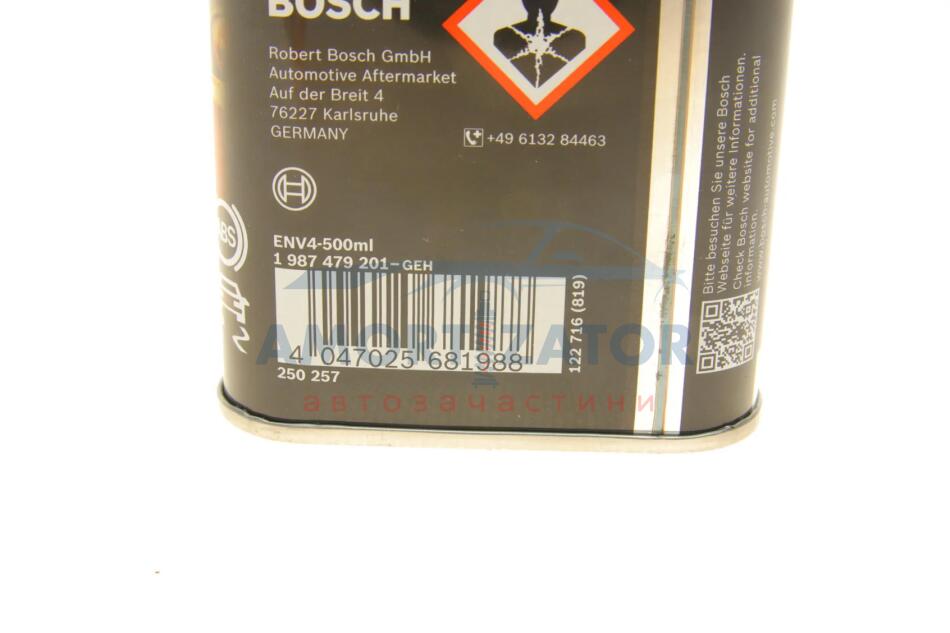 BOSCH
Robert Bosch GmbH
Automotive Aftermarket
Auf der Breit 4
76227 Karlsruhe
GERMANY
+49 6132 84463
ABS
ENV4-500ml
1 987 479 201-GEH
4 047025 681988
250 257
122 716 (819)
Bitte besuchen Sie unsere Bosch
Webseite für weitere Informationen.
Check Bosch website for additional
information.
www.bosch-automotive.com
AMORTIZATOR
автозачастини